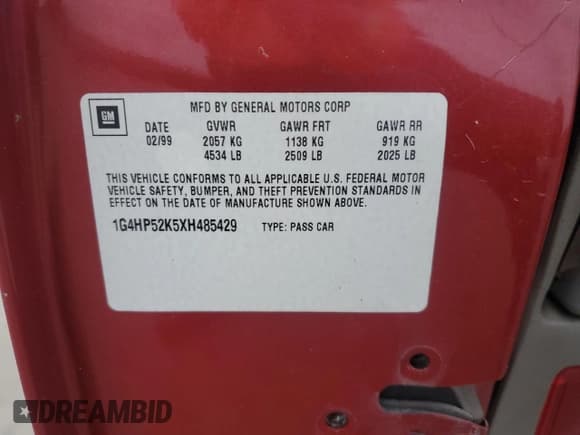 GM
MFD BY GENERAL MOTORS CORP
DATE GVWR GAWR FRT GAWR RR
02/99 2057 KG 1138 KG 919 KG
4534 LB 2509 LB 2025 LB
THIS VEHICLE CONFORMS TO ALL APPLICABLE U.S. FEDERAL MOTOR
VEHICLE SAFETY, BUMPER, AND THEFT PREVENTION STANDARDS IN
EFFECT ON THE DATE OF MANUFACTURE SHOWN ABOVE.
1G4HP52K5XH485429 TYPE: PASS CAR
DREAMBID